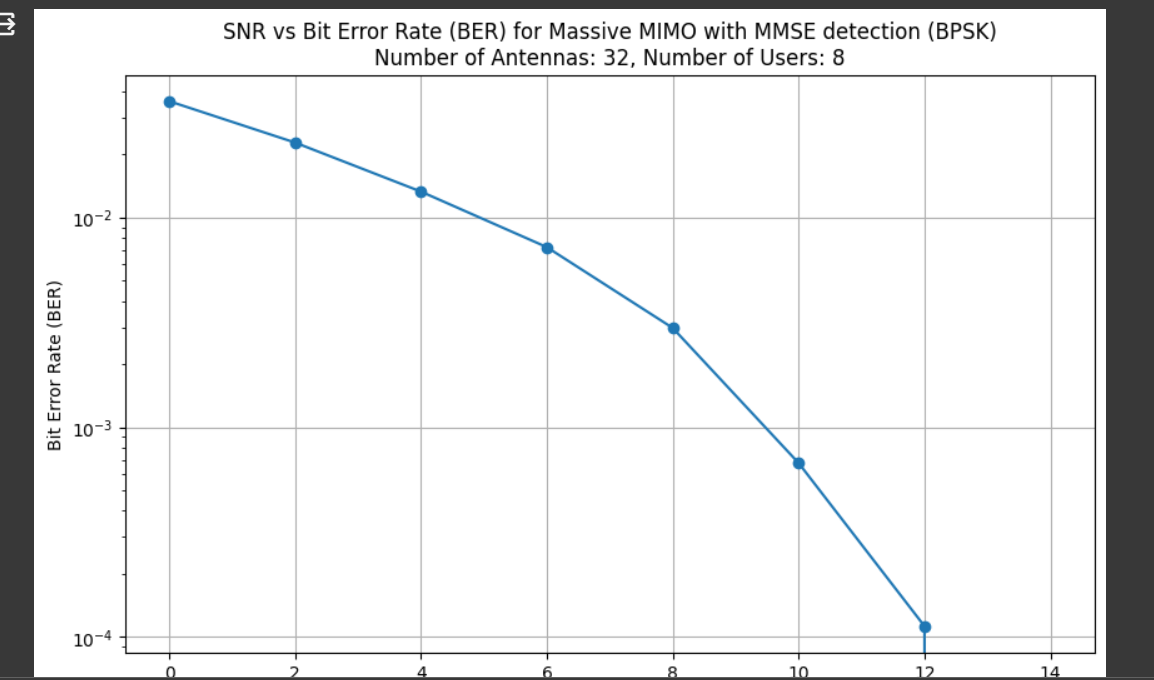 SNR vs Bit Error Rate (BER) for Massive MIMO with MMSE detection (BPSK)
Number of Antennas: 32, Number of Users: 8
Bit Error Rate (BER)
10⁻²
10⁻³
10⁻⁴
0 2 4 6 8 10 12 14